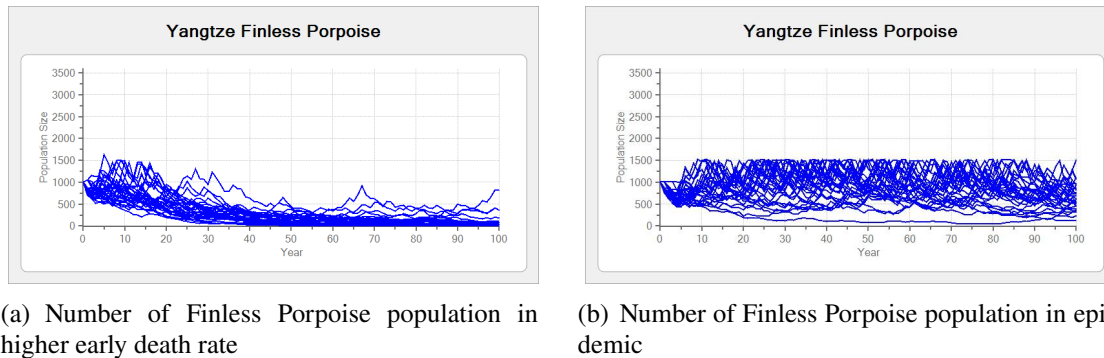 Yangtze Finless Porpoise
3500
3000
2500
2000
1500
1000
500
0
Population Size
0 10 20 30 40 50 60 70 80 90 100
Year
(a) Number of Finless Porpoise population in
higher early death rate
Yangtze Finless Porpoise
3500
3000
2500
2000
1500
1000
500
0
Population Size
0 10 20 30 40 50 60 70 80 90 100
Year
(b) Number of Finless Porpoise population in epi
demic